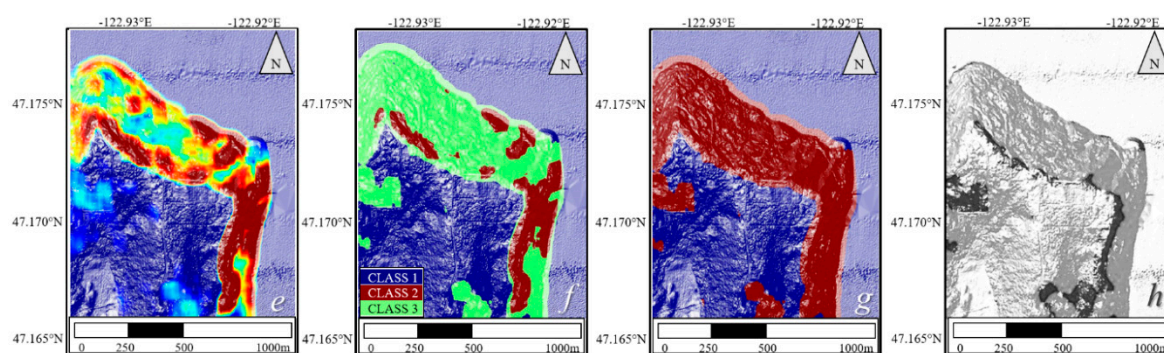 -122.93°E -122.92°E -122.93°E -122.92°E -122.93°E -122.92°E -122.93°E -122.92°E
N N N N
47.175°N 47.175°N 47.175°N 47.175°N
47.170°N 47.170°N 47.170°N 47.170°N
CLASS 1
CLASS 2
CLASS 3
e f g h
47.165°N 47.165°N 47.165°N 47.165°N
0 250 500 1000m 0 250 500 1000m 0 250 500 1000m 0 250 500 1000m